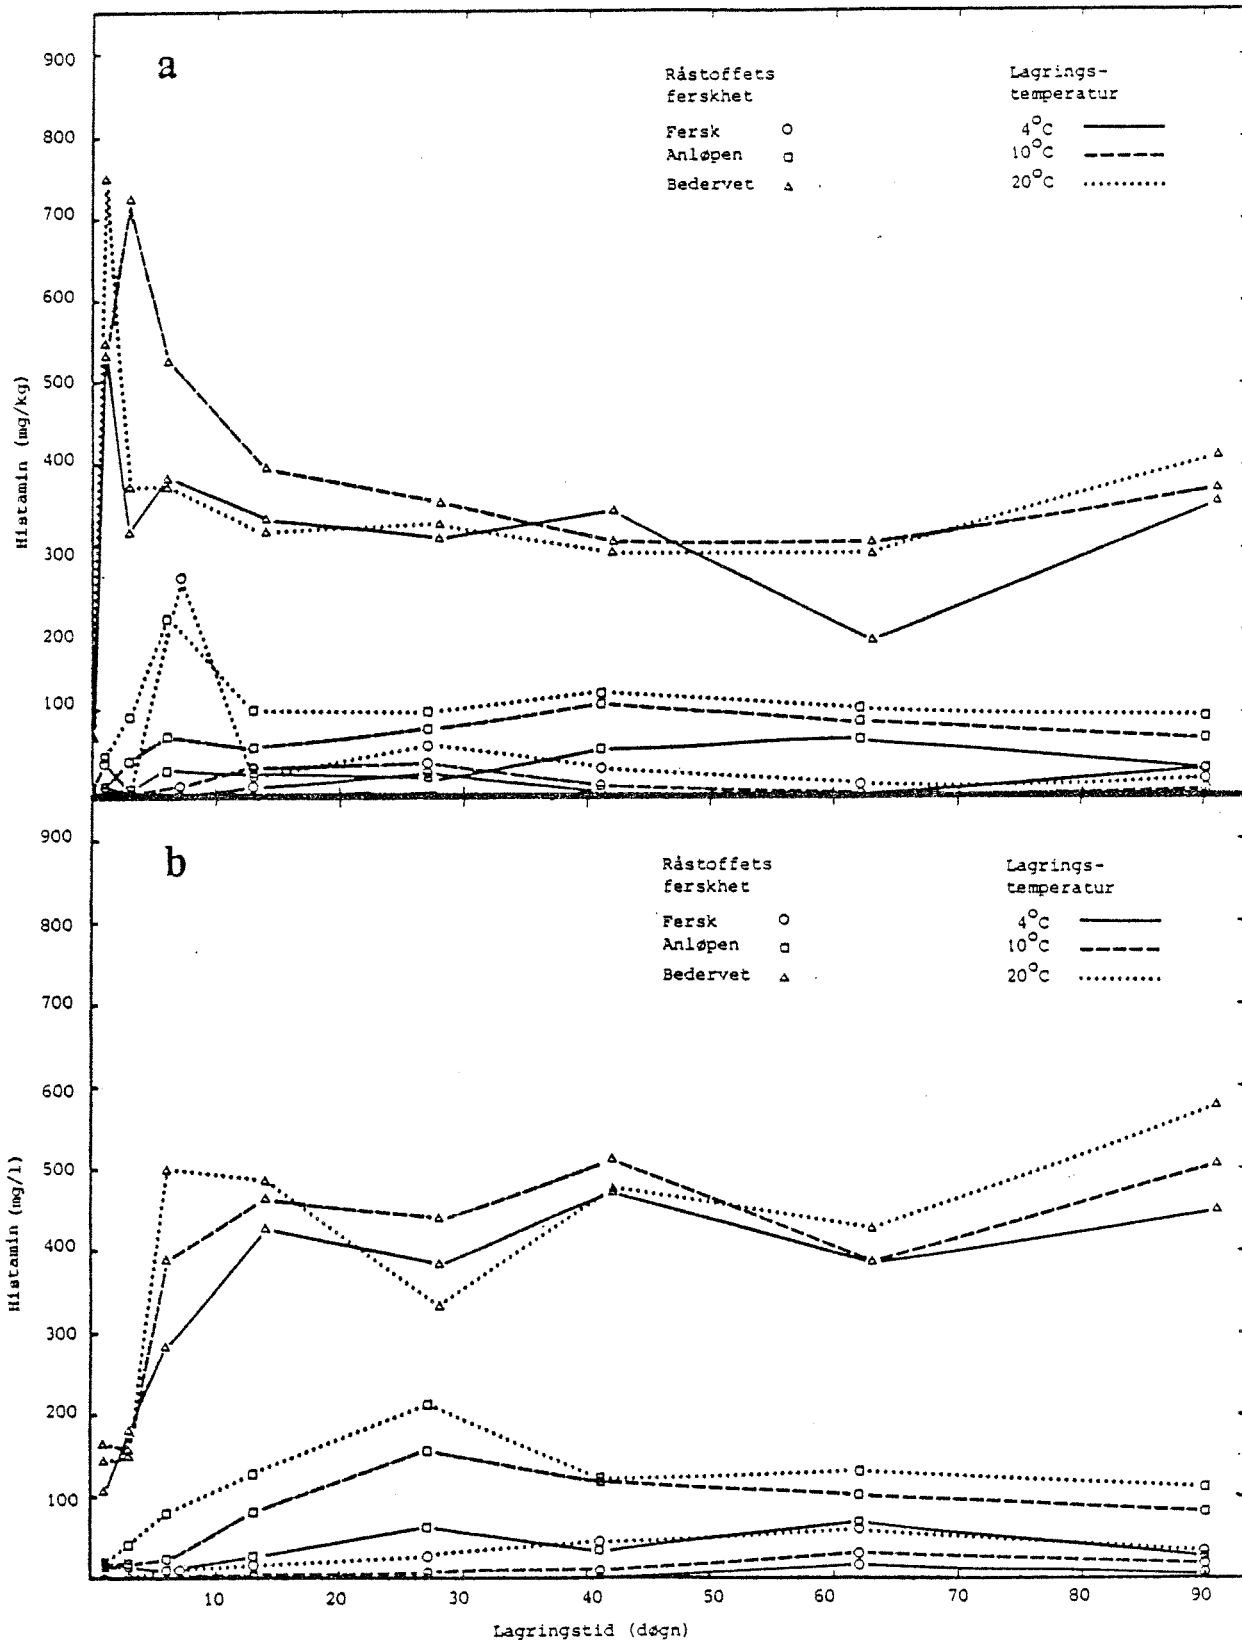 a
900
800
700
600
500
400
300
200
100
Histamin (mg/kg)
Råstoffets
ferskhet
Fersk
Anløpen
Bedervet
Lagrings-
temperatur
4°C
10°C
20°C
b
900
800
700
600
500
400
300
200
100
Histamin (mg/l)
Råstoffets
ferskhet
Fersk
Anløpen
Bedervet
Lagrings-
temperatur
4°C
10°C
20°C
10 20 30 40 50 60 70 80 90
Lagringstid (døgn)